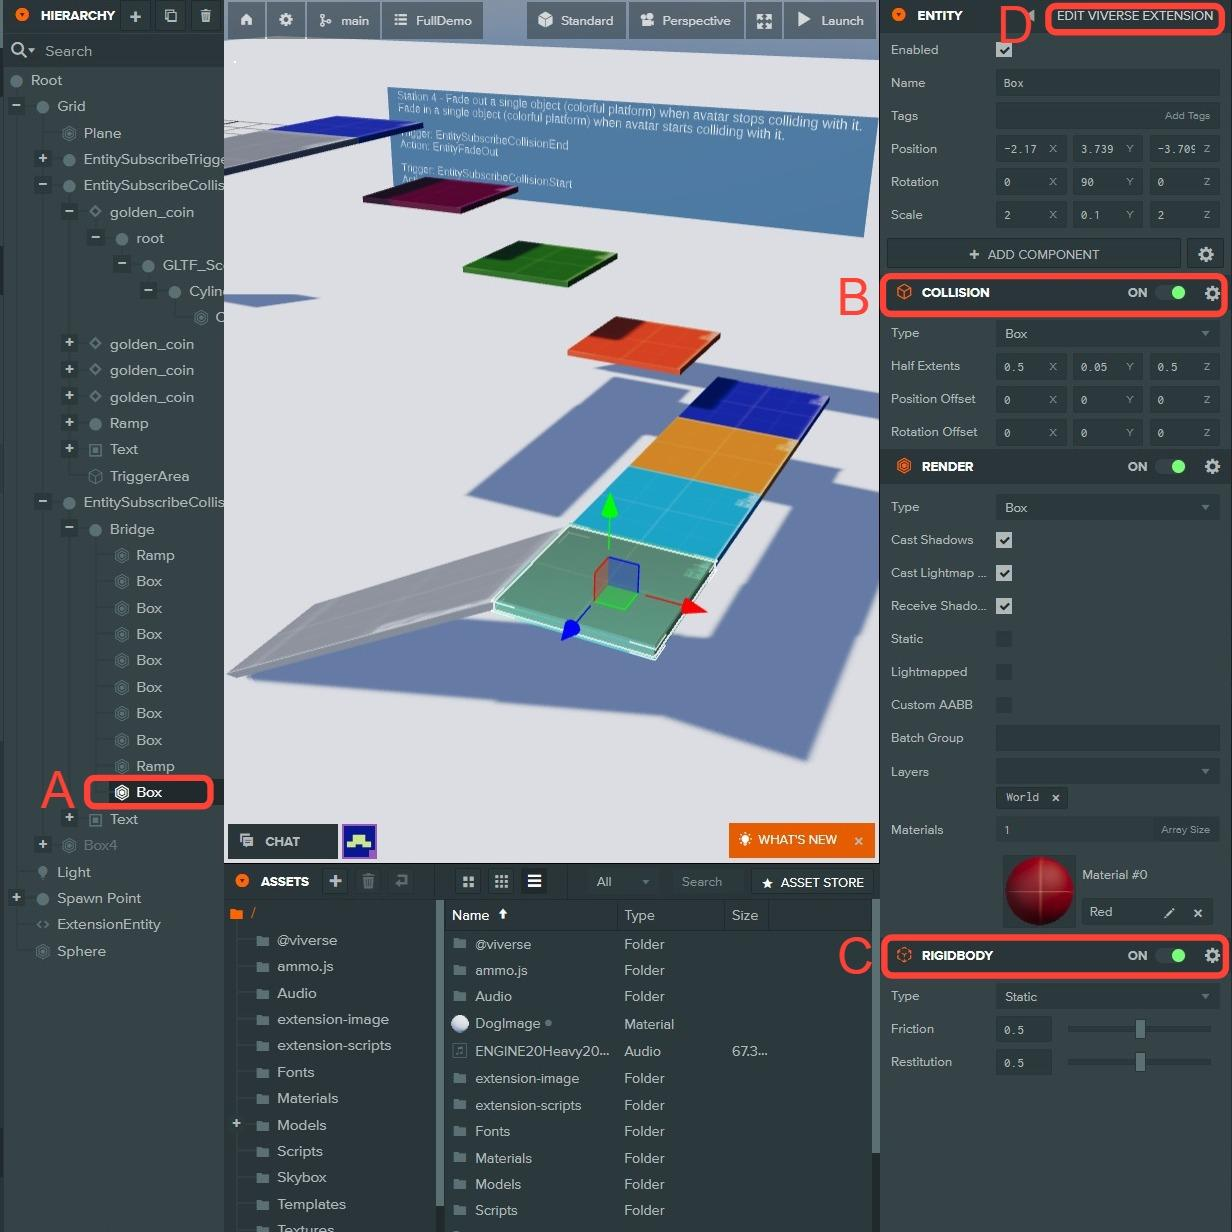 HIERARCHY
Search
Root
Grid
Plane
EntitySubscribeTrigge
EntitySubscribeCollis
golden_coin
root
GLTF_Sc
Cylin
C
golden_coin
golden_coin
golden_coin
Ramp
Text
TriggerArea
EntitySubscribeCollis
Bridge
Ramp
Box
Box
Box
Box
Box
Box
Box
Ramp
A
Box
Text
Box4
Light
Spawn Point
ExtensionEntity
Sphere
main
FullDemo
Standard
Perspective
Launch
Station 4 - Fade out a single object (colorful platform) when avatar stops colliding with it.
Fade in a single object (colorful platform) when avatar starts colliding with it.
Trigger: EntitySubscribeCollisionEnd
Action: EntityFadeOut
Trigger: EntitySubscribeCollisionStart
CHAT
WHAT'S NEW ×
ASSETS
All
Search
ASSET STORE
/
@viverse
ammo.js
Audio
extension-image
extension-scripts
Fonts
Materials
Models
Scripts
Skybox
Templates
Textures
Name Type Size
@viverse Folder
ammo.js Folder
Audio Folder
DogImage Material
ENGINE20Heavy20... Audio 67.3...
extension-image Folder
extension-scripts Folder
Fonts Folder
Materials Folder
Models Folder
Scripts Folder
ENTITY
D
EDIT VIVERSE EXTENSION
Enabled
Name Box
Tags Add Tags
Position -2.17 X 3.739 Y -3.709 Z
Rotation 0 X 90 Y 0 Z
Scale 2 X 0.1 Y 2 Z
+ ADD COMPONENT
B
COLLISION ON
Type Box
Half Extents 0.5 X 0.05 Y 0.5 Z
Position Offset 0 X 0 Y 0 Z
Rotation Offset 0 X 0 Y 0 Z
RENDER ON
Type Box
Cast Shadows
Cast Lightmap ...
Receive Shado...
Static
Lightmapped
Custom AABB
Batch Group
Layers
World ×
Materials 1 Array Size
Material #0
Red
C
RIGIDBODY ON
Type Static
Friction 0.5
Restitution 0.5